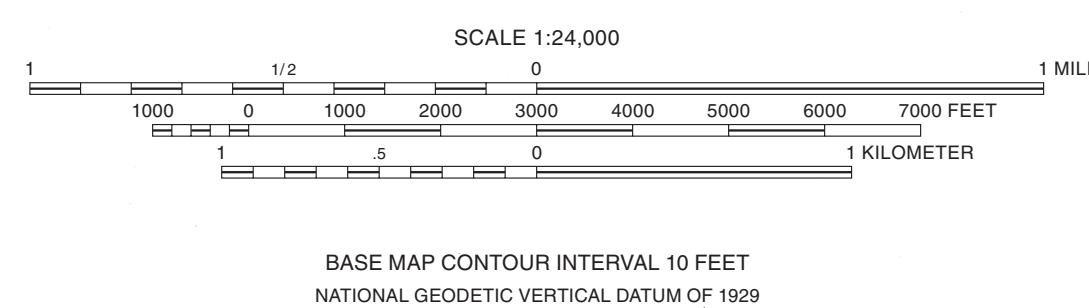 SCALE 1:24,000
1 1/2 0 1
1000 0 1000 2000 3000 4000 5000 6000 7000 FEET
1 .5 0 1 KILOMETER
BASE MAP CONTOUR INTERVAL 10 FEET
NATIONAL GEODETIC VERTICAL DATUM OF 1929